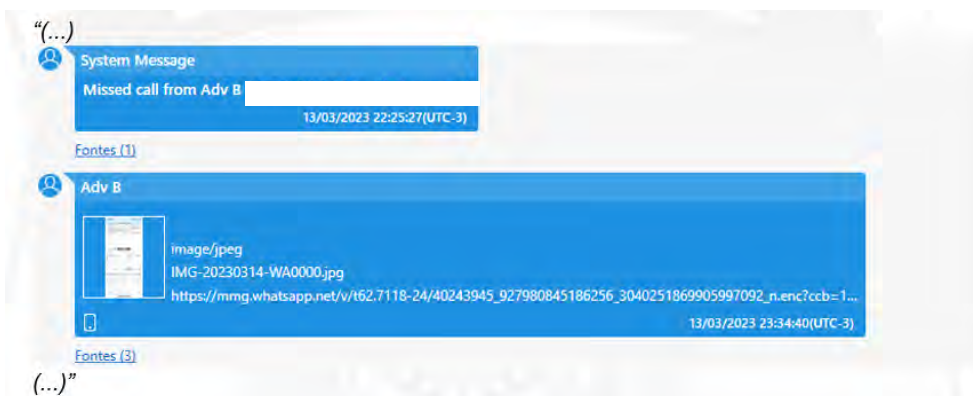 “(...)
System Message
Missed call from Adv B
13/03/2023 22:25:27(UTC-3)
Fontes (1)
Adv B
image/jpeg
IMG-20230314-WA0000.jpg
https://mmg.whatsapp.net/v/t62.7118-24/40243945_927980845186256_3040251869905997092_n.enc?ccb=1...
13/03/2023 23:34:40(UTC-3)
Fontes (3)
(...)”